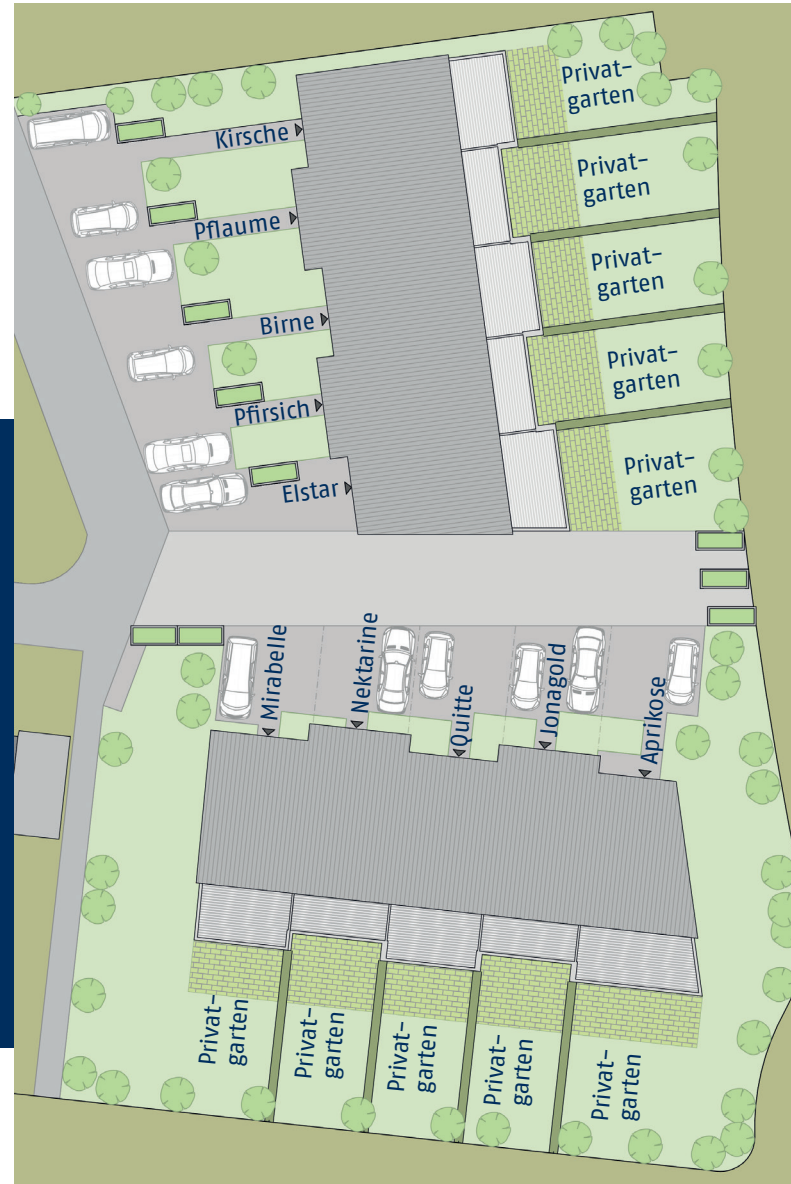 Kirsche
Privat-
garten
Pflaume
Privat-
garten
Birne
Privat-
garten
Pfirsich
Privat-
garten
Elstar
Privat-
garten
Mirabelle
Nektarine
Quitte
Jonagold
Aprikose
Privat-
garten
Privat-
garten
Privat-
garten
Privat-
garten
Privat-
garten